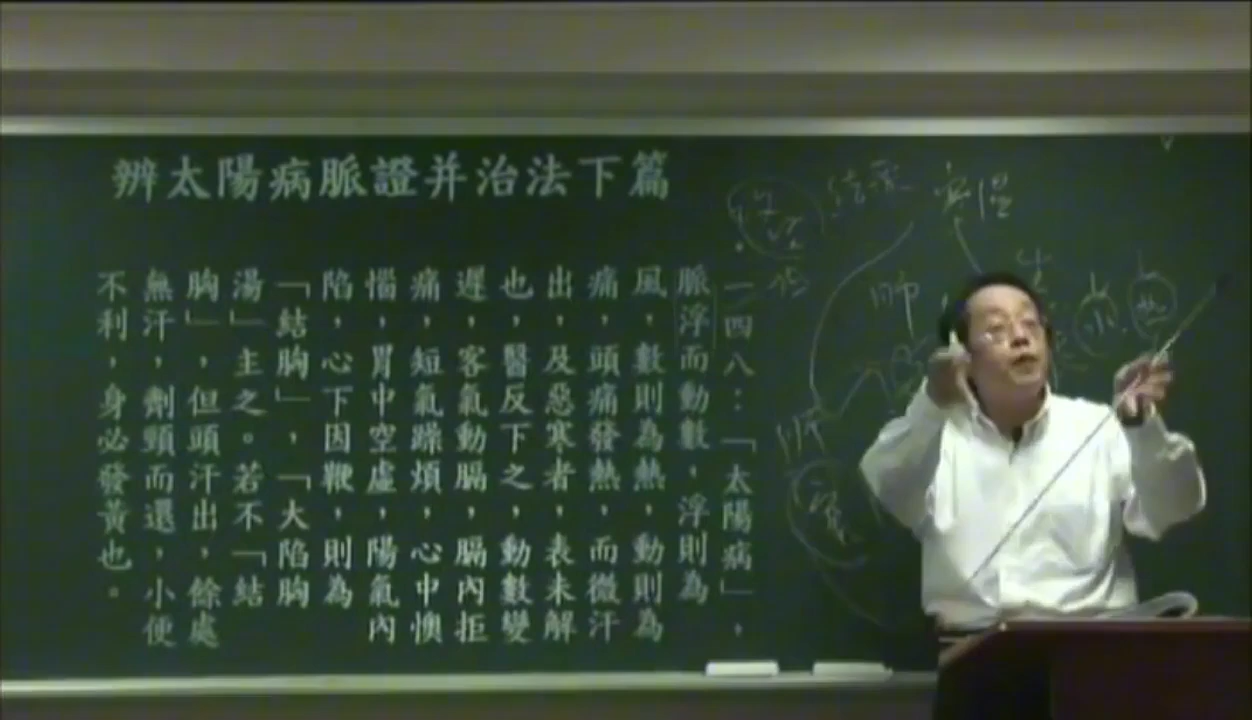 辨太陽病脈證并治法下篇
一四八：「太陽病」，
脈浮而動數，浮則為
風，數則為熱，動則為
痛，頭痛發熱，而微汗
出，及惡寒者，表未解
也，醫反下之，動數變
遲，客氣動膈，膈內拒
痛，短氣躁煩，心中懊
惱，胃中空虛，陽氣內
陷，心下因鞕，則為
「結胸」，「大陷胸
湯」主之。若不「結
胸」，但頭汗出，餘處
無汗，劑頸而還，小便
不利，身必發黃也。
肺